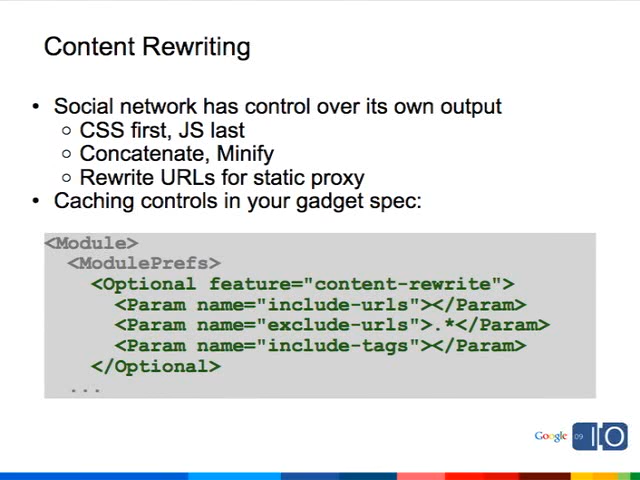 Content Rewriting
• Social network has control over its own output
○ CSS first, JS last
○ Concatenate, Minify
○ Rewrite URLs for static proxy
• Caching controls in your gadget spec:
<Module>
<ModulePrefs>
<Optional feature="content-rewrite">
<Param name="include-urls"></Param>
<Param name="exclude-urls">.*</Param>
<Param name="include-tags"></Param>
</Optional>
...
Google 09 IO